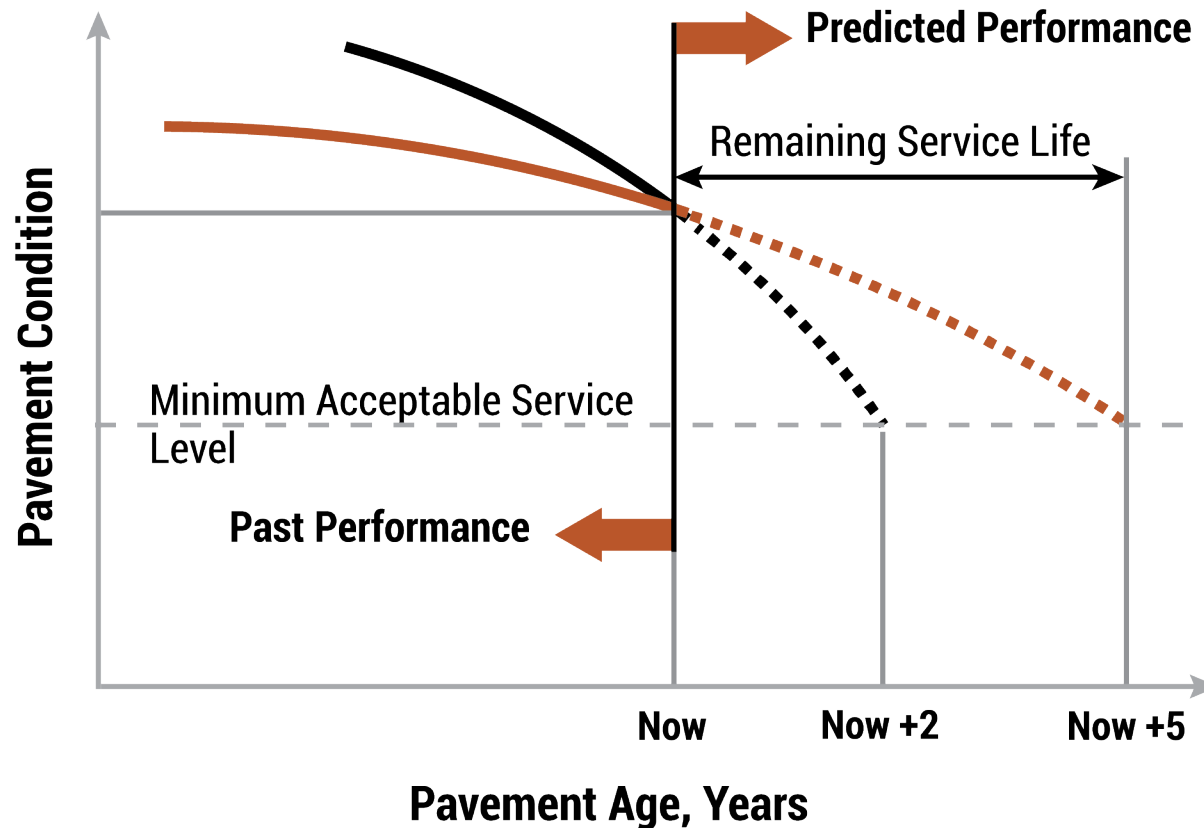 Predicted Performance
Remaining Service Life
Pavement Condition
Minimum Acceptable Service
Level
Past Performance
Now
Now +2
Now +5
Pavement Age, Years